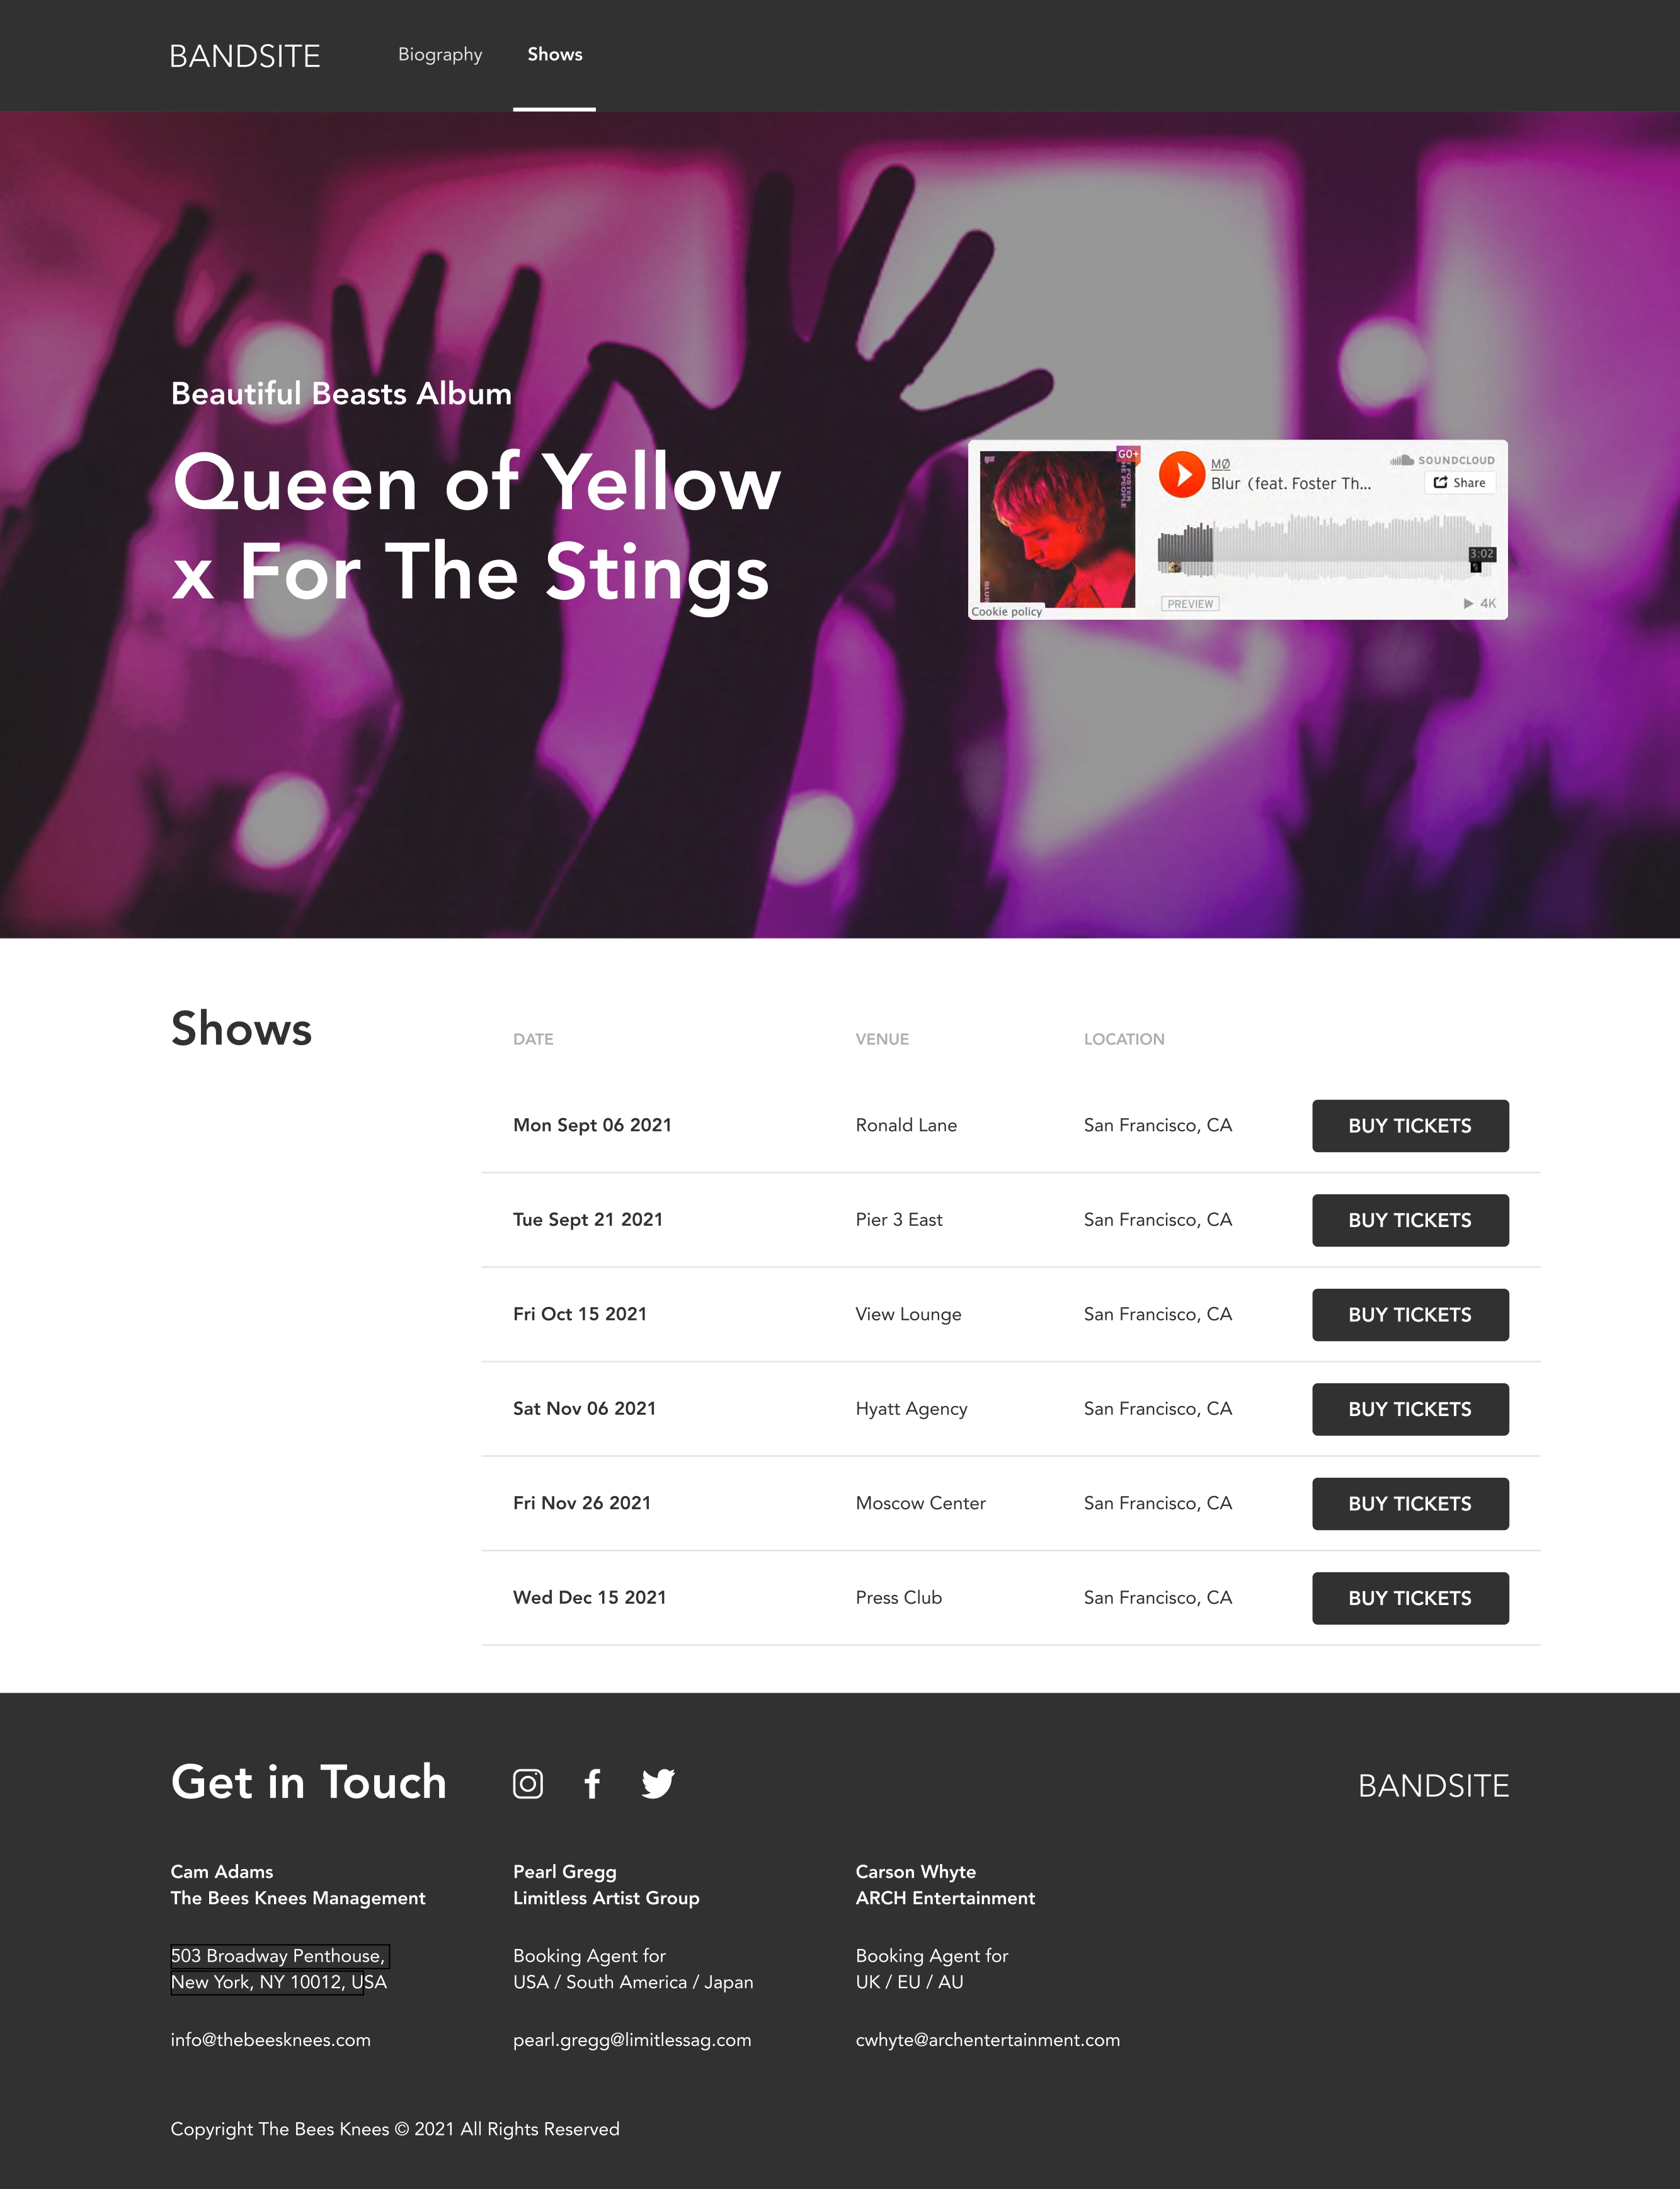 BANDSITE
Biography
Shows
Beautiful Beasts Album
Queen of Yellow
x For The Stings
GO+
FOSTER
THE PEOPLE
BLUR
Cookie policy
MØ
Blur (feat. Foster Th...
SOUNDCLOUD
Share
3:02
PREVIEW
4K
Shows
DATE VENUE LOCATION
Mon Sept 06 2021 Ronald Lane San Francisco, CA BUY TICKETS
Tue Sept 21 2021 Pier 3 East San Francisco, CA BUY TICKETS
Fri Oct 15 2021 View Lounge San Francisco, CA BUY TICKETS
Sat Nov 06 2021 Hyatt Agency San Francisco, CA BUY TICKETS
Fri Nov 26 2021 Moscow Center San Francisco, CA BUY TICKETS
Wed Dec 15 2021 Press Club San Francisco, CA BUY TICKETS
Get in Touch
BANDSITE
Cam Adams
The Bees Knees Management
503 Broadway Penthouse,
New York, NY 10012, USA
info@thebeesknees.com
Pearl Gregg
Limitless Artist Group
Booking Agent for
USA / South America / Japan
pearl.gregg@limitlessag.com
Carson Whyte
ARCH Entertainment
Booking Agent for
UK / EU / AU
cwhyte@archentertainment.com
Copyright The Bees Knees © 2021 All Rights Reserved